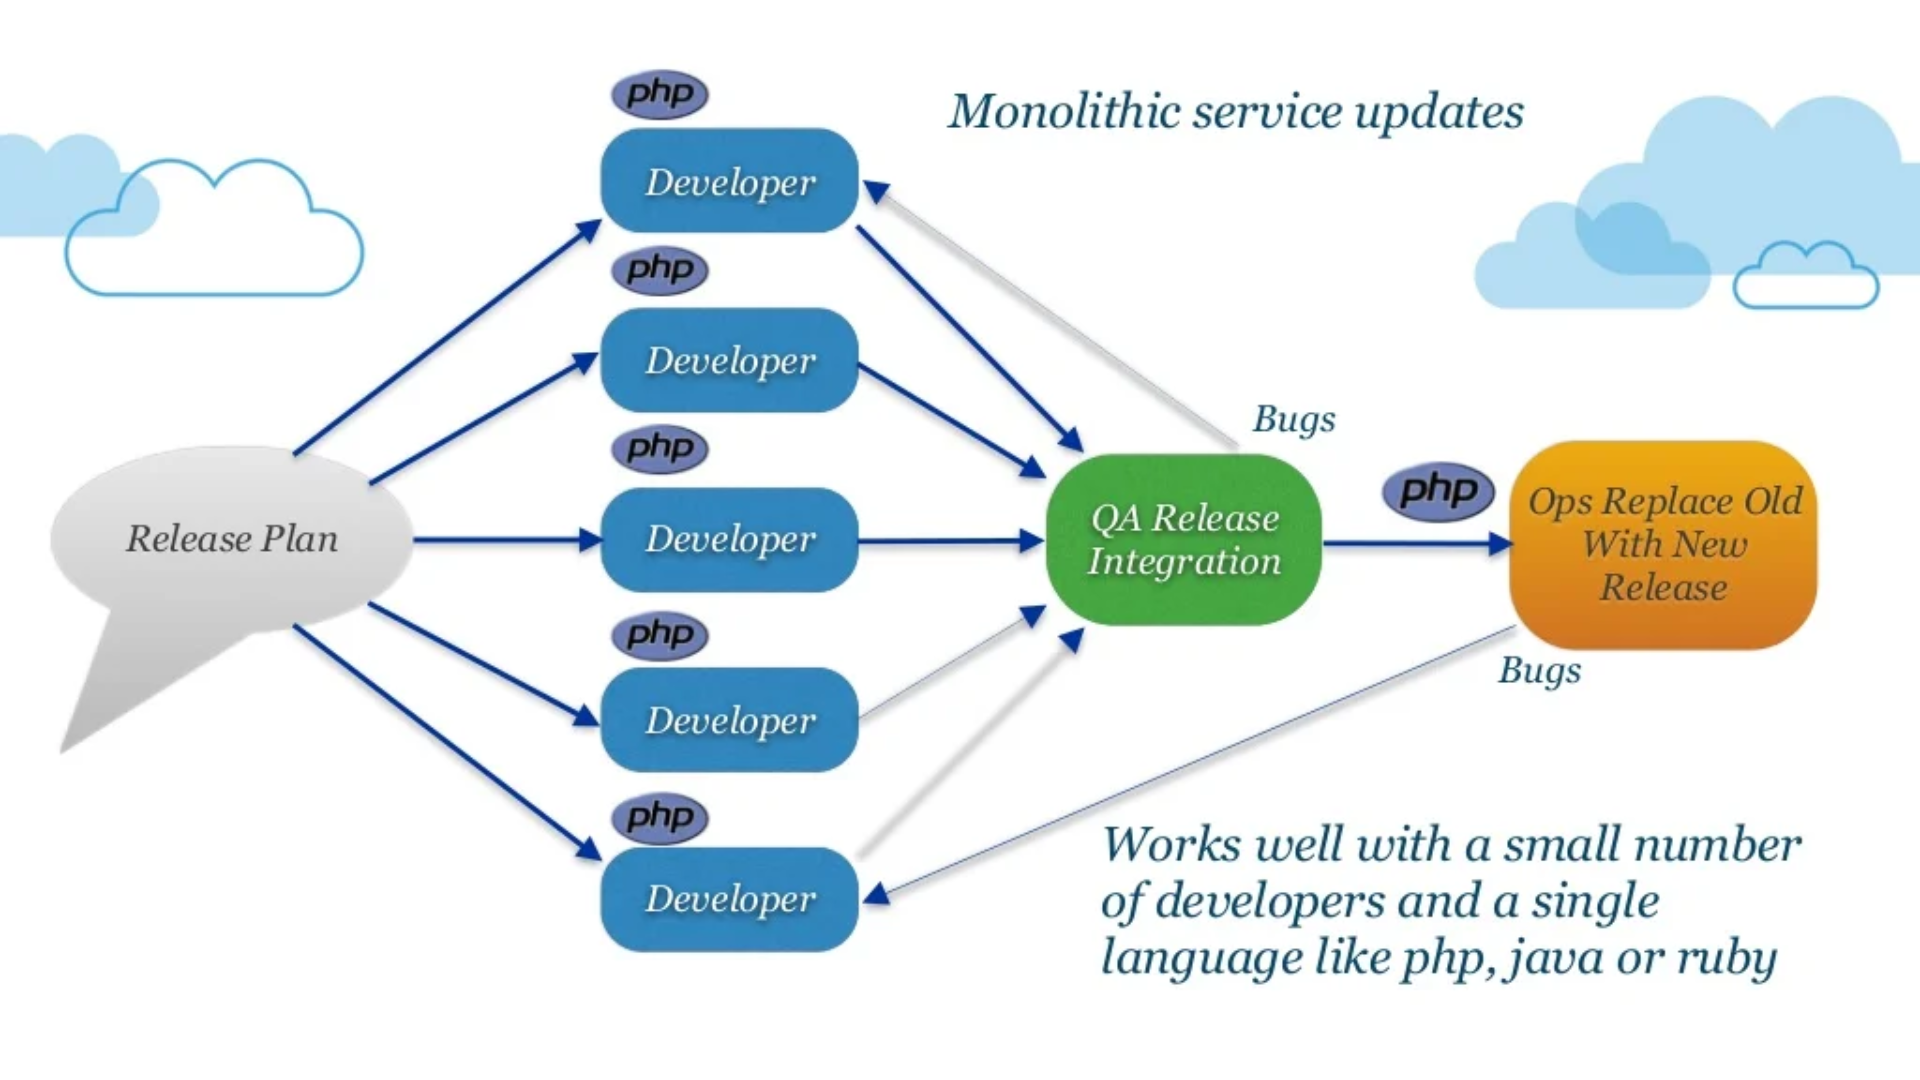 Monolithic service updates
php
Developer
php
Developer
php
Developer
php
Developer
php
Developer
Release Plan
Bugs
QA Release
Integration
php
Ops Replace Old
With New
Release
Bugs
Works well with a small number
of developers and a single
language like php, java or ruby